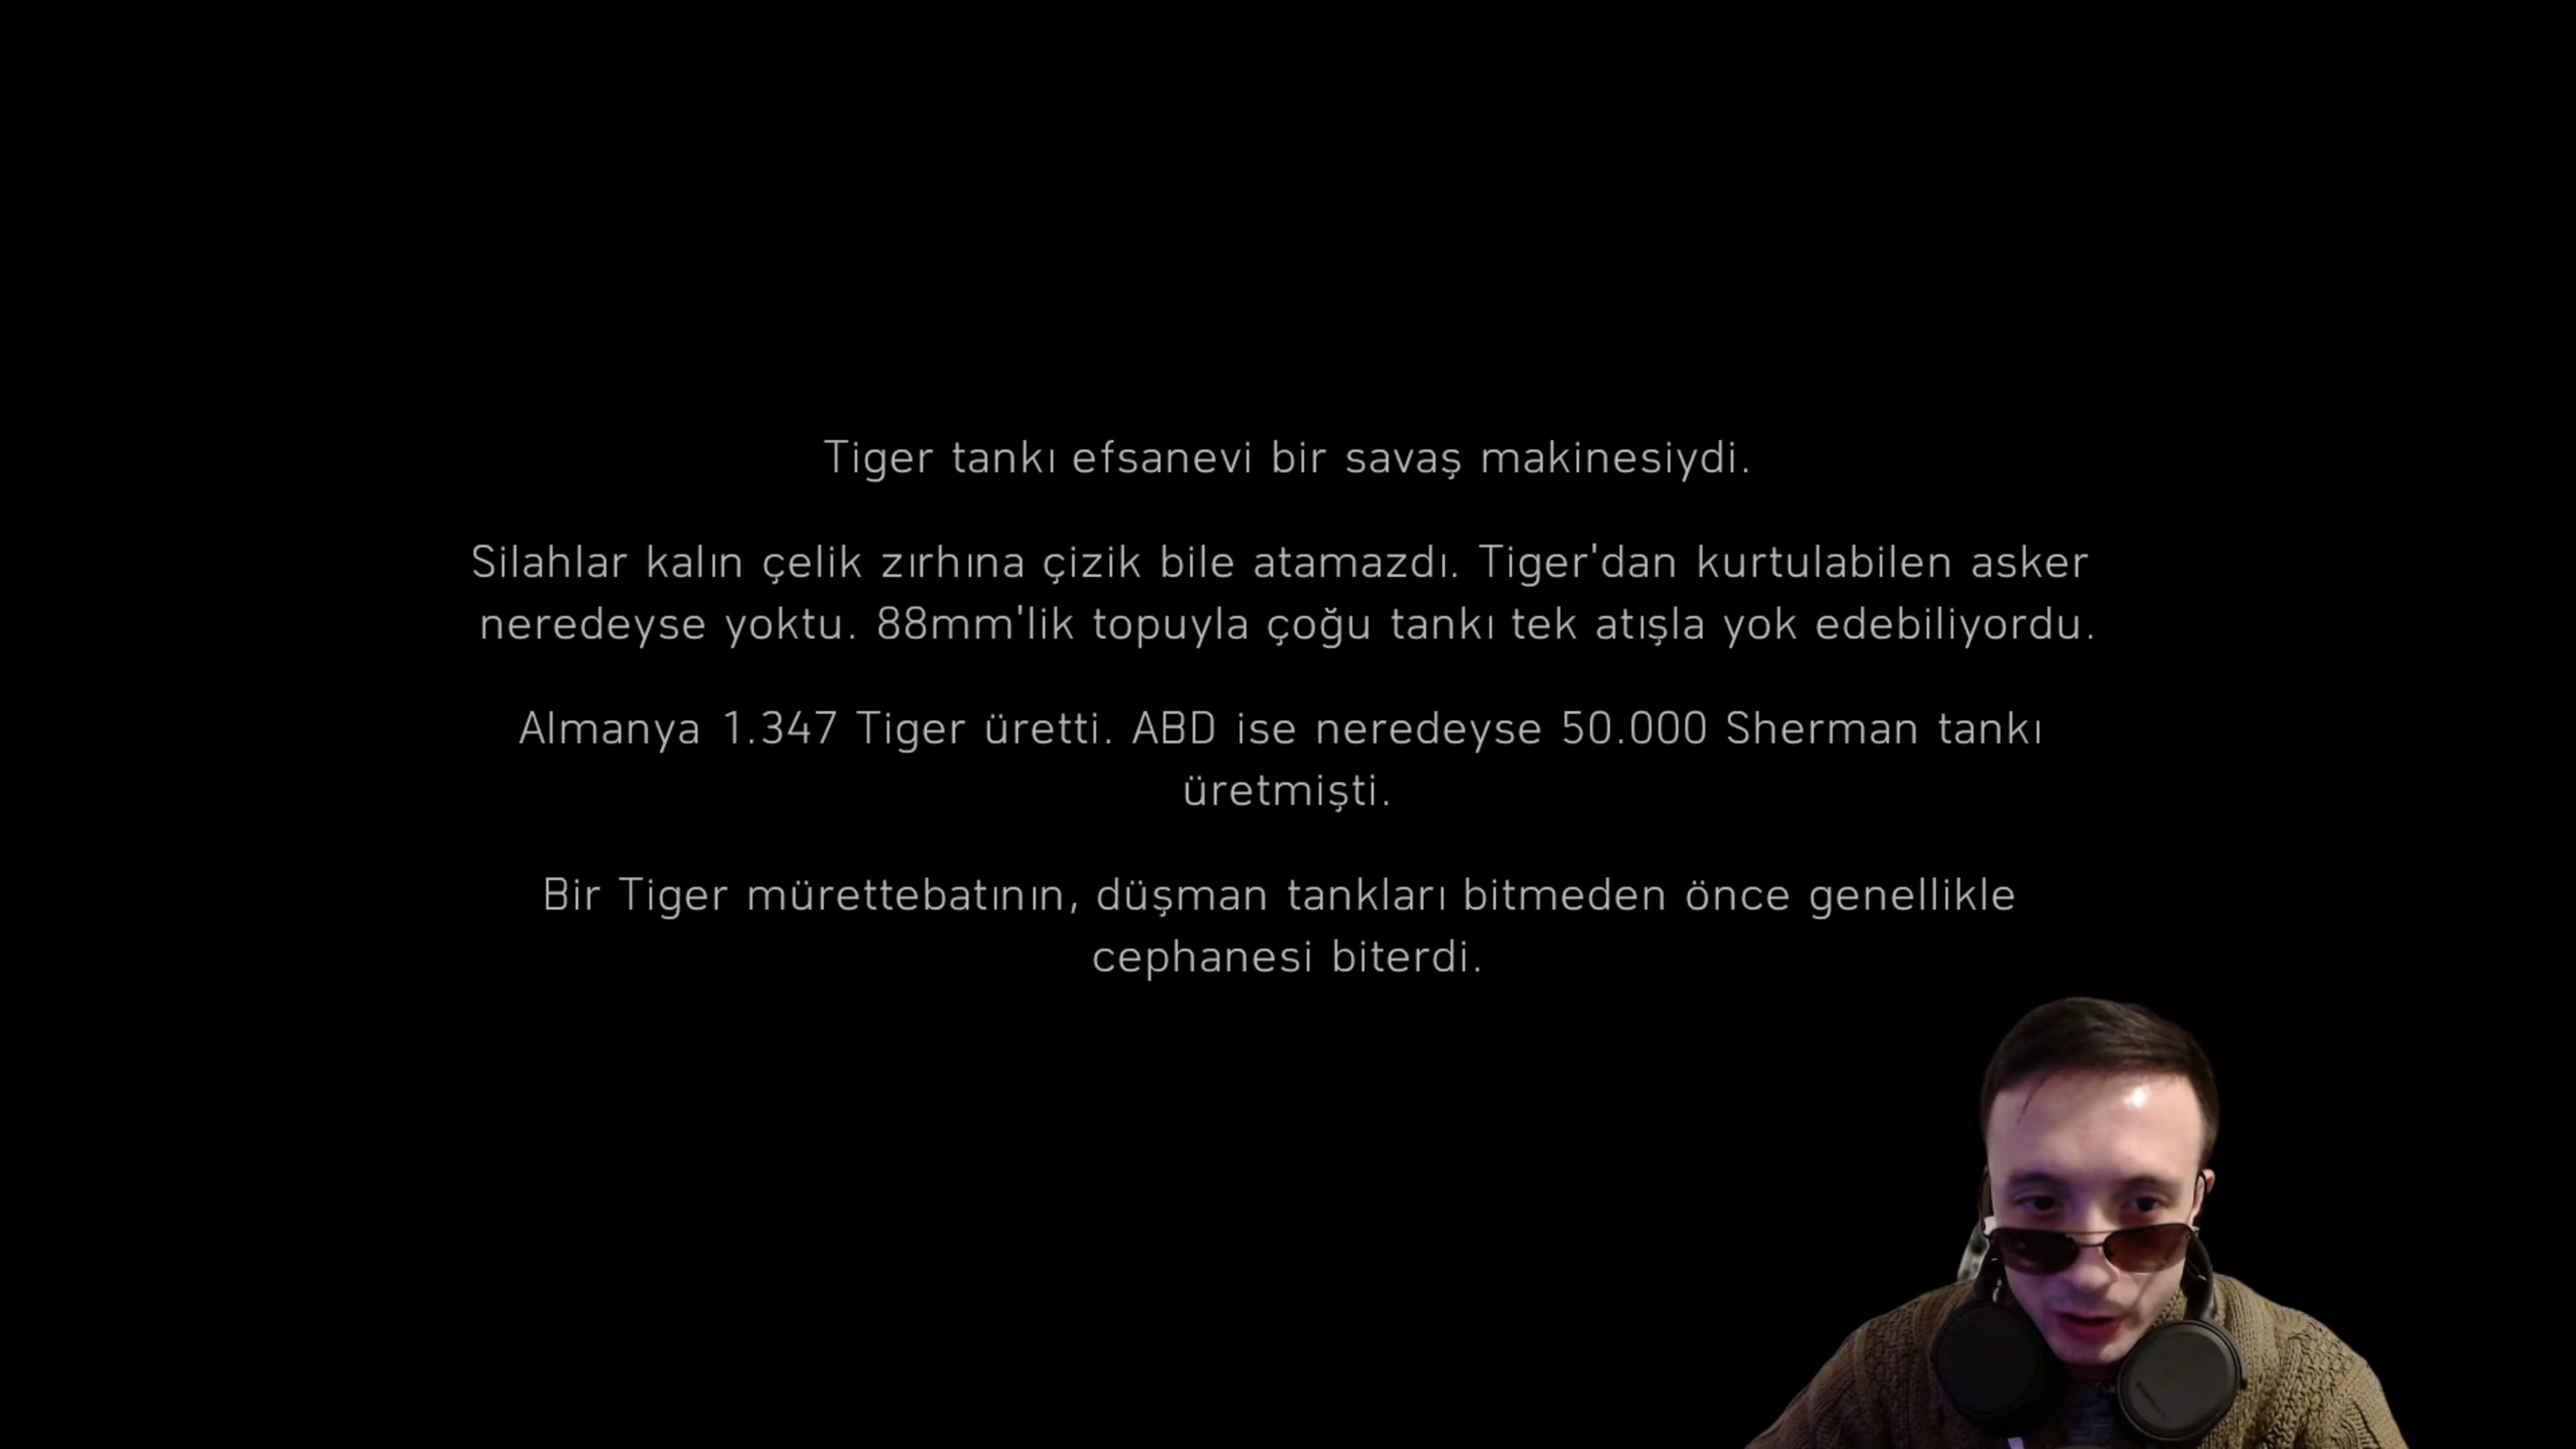 Tiger tankı efsanevi bir savaş makinesiydi.
Silahlar kalın çelik zırhına çizik bile atamazdı. Tiger'dan kurtulabilen asker
neredeyse yoktu. 88mm'lik topuyla çoğu tankı tek atışla yok edebiliyordu.
Almanya 1.347 Tiger üretti. ABD ise neredeyse 50.000 Sherman tankı
üretmişti.
Bir Tiger mürettebatının, düşman tankları bitmeden önce genellikle
cephanesi biterdi.